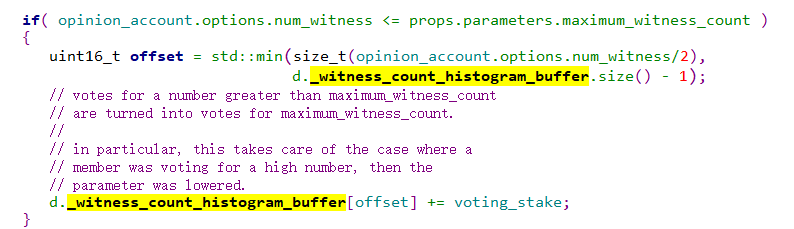 if( opinion_account.options.num_witness <= props.parameters.maximum_witness_count )
{
uint16_t offset = std::min(size_t(opinion_account.options.num_witness/2),
d._witness_count_histogram_buffer.size() - 1);
// votes for a number greater than maximum_witness_count
// are turned into votes for maximum_witness_count.
//
// in particular, this takes care of the case where a
// member was voting for a high number, then the
// parameter was lowered.
d._witness_count_histogram_buffer[offset] += voting_stake;
}